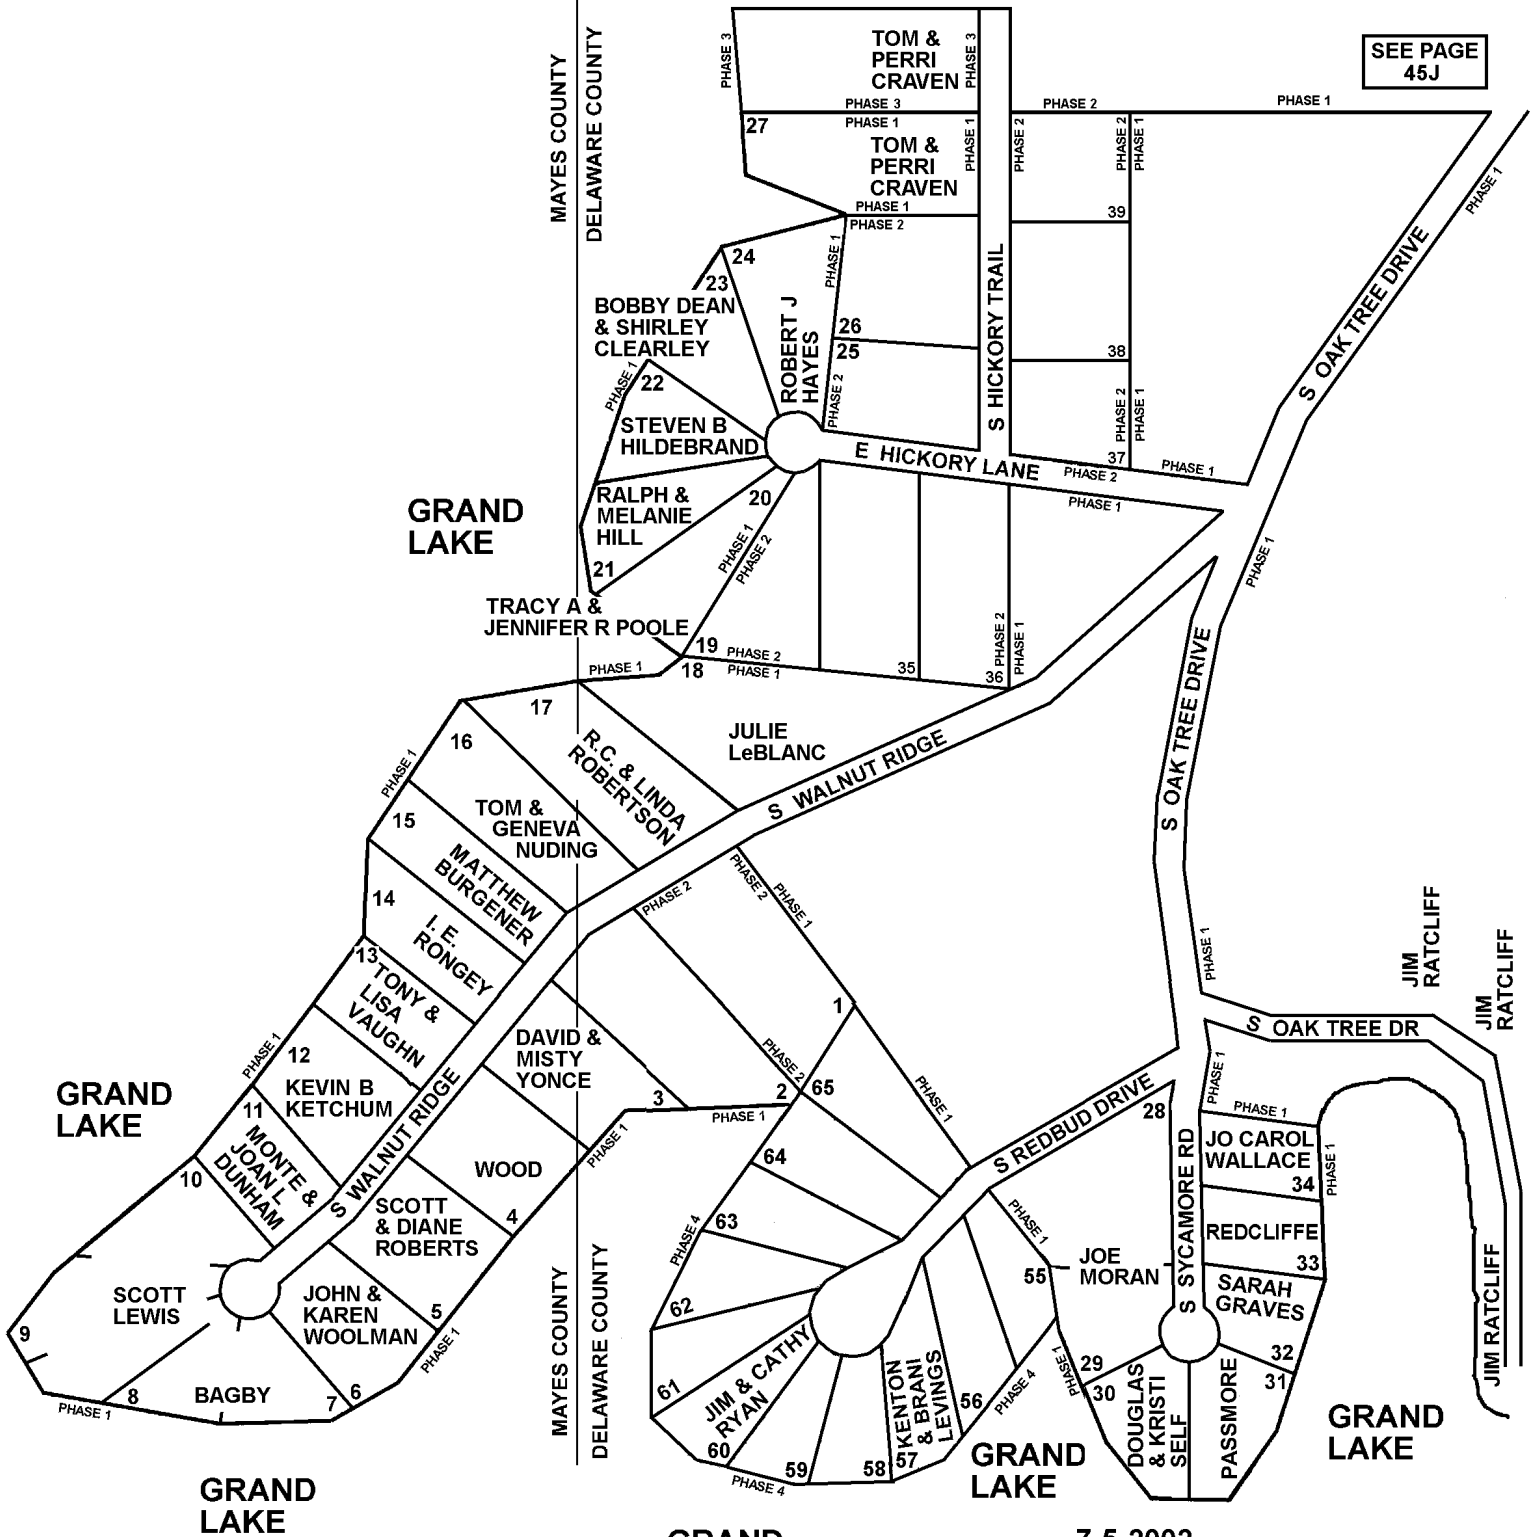 SEE PAGE
45J
MAYES COUNTY
DELAWARE COUNTY
PHASE 3
TOM &
PERRI
CRAVEN
PHASE 3
PHASE 3
PHASE 2
PHASE 1
27
PHASE 1
TOM &
PERRI
CRAVEN
PHASE 1
PHASE 2
PHASE 2
PHASE 1
PHASE 1
PHASE 1
PHASE 2
39
24
23
PHASE 1
BOBBY DEAN
& SHIRLEY
CLEARLEY
ROBERT J
HAYES
26
25
PHASE 2
S HICKORY TRAIL
38
S OAK TREE DRIVE
PHASE 1
22
STEVEN B
HILDEBRAND
PHASE 2
PHASE 1
37
E HICKORY LANE
PHASE 2
PHASE 1
PHASE 1
GRAND
LAKE
RALPH &
MELANIE
HILL
20
21
PHASE 1
PHASE 2
PHASE 1
TRACY A &
JENNIFER R POOLE
19
PHASE 2
18
PHASE 1
PHASE 1
35
36
PHASE 2
PHASE 1
17
R.C. & LINDA
ROBERTSON
JULIE
LeBLANC
S WALNUT RIDGE
S OAK TREE DRIVE
16
PHASE 1
TOM &
GENEVA
NUDING
15
MATTHEW
BURGENER
14
I. E.
RONGEY
PHASE 2
PHASE 2
PHASE 1
13
TONY &
LISA
VAUGHN
PHASE 1
JIM
RATCLIFF
JIM
RATCLIFF
1
S OAK TREE DR
PHASE 1
12
KEVIN B
KETCHUM
DAVID &
MISTY
YONCE
PHASE 2
3
2
65
PHASE 1
PHASE 1
PHASE 1
S REDBUD DRIVE
28
PHASE 1
GRAND
LAKE
11
MONTE &
JOAN L
DUNHAM
S WALNUT RIDGE
PHASE 1
JO CAROL
WALLACE
34
PHASE 1
10
WOOD
64
SCOTT
& DIANE
ROBERTS
4
63
PHASE 4
PHASE 1
REDCLIFFE
33
S SYCAMORE RD
JOE
MORAN
55
SCOTT
LEWIS
JOHN &
KAREN
WOOLMAN
5
PHASE 1
MAYES COUNTY
DELAWARE COUNTY
62
SARAH
GRAVES
32
31
JIM RATCLIFF
9
8
BAGBY
7
6
PHASE 1
61
JIM & CATHY
RYAN
60
59
58
57
KENTON
& BRANI
LEVINGS
56
PHASE 4
PHASE 4
PHASE 1
29
30
DOUGLAS
& KRISTI
SELF
PASSMORE
GRAND
LAKE
GRAND
LAKE
GRAND
LAKE
GRAND